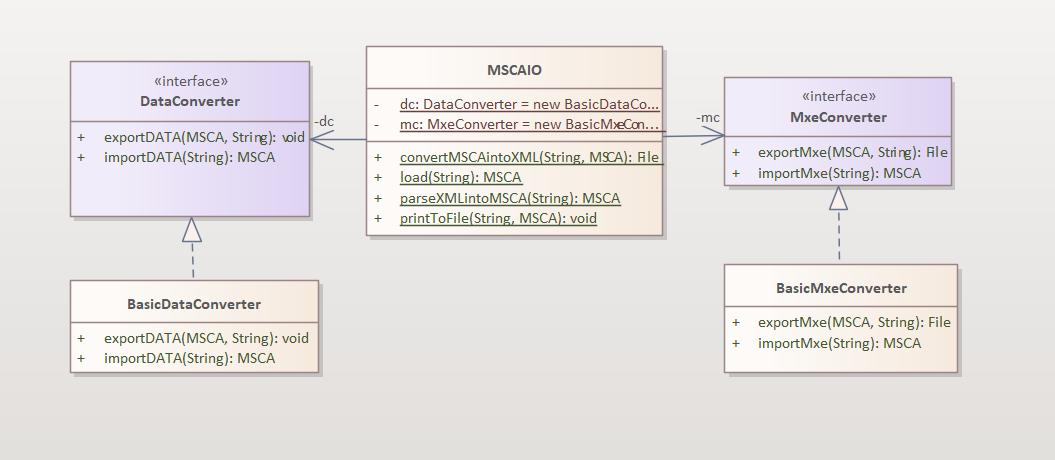 «interface»
DataConverter
+ exportDATA(MSCA, String): void
+ importDATA(String): MSCA
-dc
MSCAIO
- dc: DataConverter = new BasicDataCo...
- mc: MxeConverter = new BasicMxeCon...
+ convertMSCAintoXML(String, MSCA): File
+ load(String): MSCA
+ parseXMLintoMSCA(String): MSCA
+ printToFile(String, MSCA): void
-mc
«interface»
MxeConverter
+ exportMxe(MSCA, String): File
+ importMxe(String): MSCA
BasicDataConverter
+ exportDATA(MSCA, String): void
+ importDATA(String): MSCA
BasicMxeConverter
+ exportMxe(MSCA, String): File
+ importMxe(String): MSCA